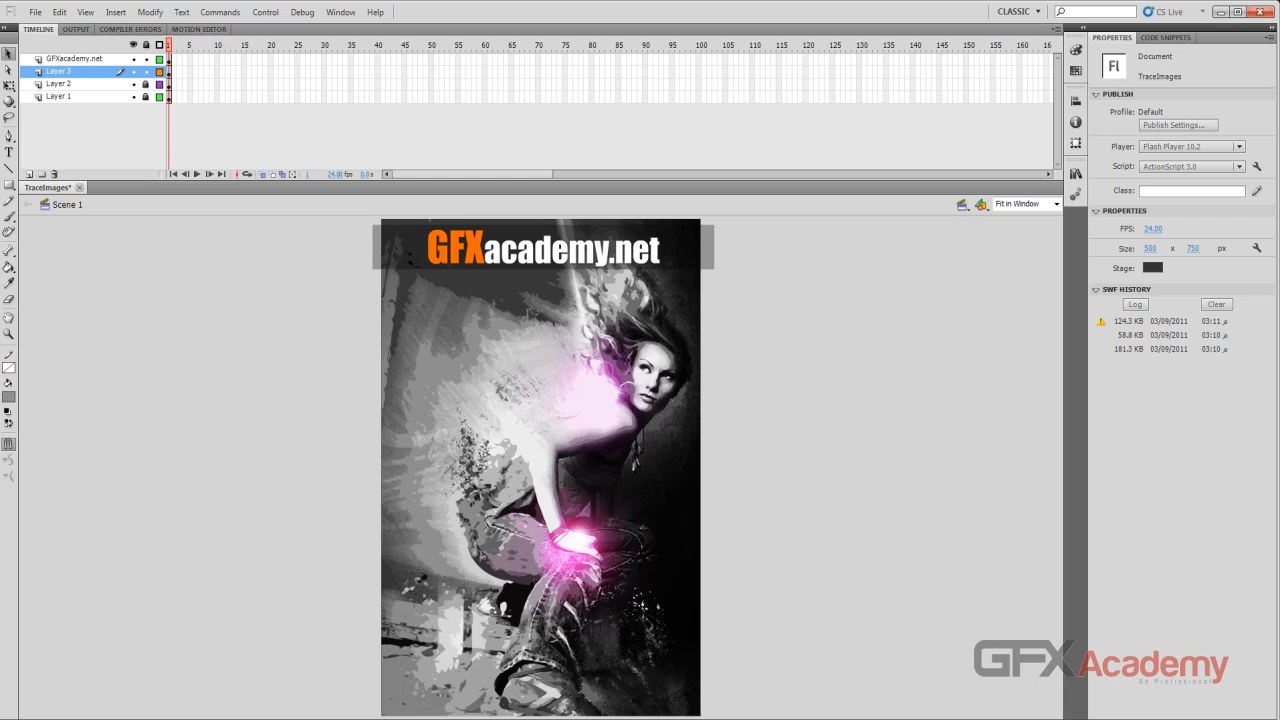 Fl File Edit View Insert Modify Text Commands Control Debug Window Help CLASSIC CS Live
TIMELINE OUTPUT COMPILER ERRORS MOTION EDITOR
1 5 10 15 20 25 30 35 40 45 50 55 60 65 70 75 80 85 90 95 100 105 110 115 120 125 130 135 140 145 150 155 160 16
GFXacademy.net
Layer 3
Layer 2
Layer 1
1 24.00 fps 0.0 s
TraceImages*
Scene 1 Fit in Window
GFXacademy.net
PROPERTIES CODE SNIPPETS
Fl Document
TraceImages
PUBLISH
Profile: Default
Publish Settings...
Player: Flash Player 10.2
Script: ActionScript 3.0
Class:
PROPERTIES
FPS: 24.00
Size: 500 x 750 px
Stage:
SWF HISTORY
Log Clear
124.3 KB 03/09/2011 03:11 م
58.8 KB 03/09/2011 03:10 م
181.3 KB 03/09/2011 03:10 م
GFXAcademy
Be Profissional